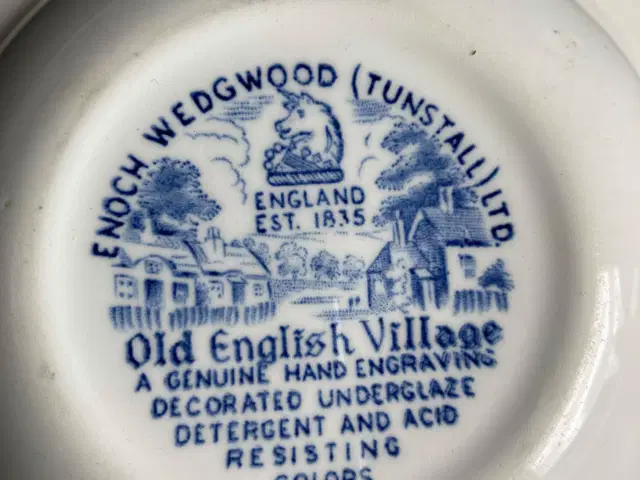 ENOCH WEDGWOOD (TUNSTALL) LTD.
ENGLAND
EST. 1835
Old English Village
A GENUINE HAND ENGRAVING
DECORATED UNDERGLAZE
DETERGENT AND ACID
RESISTING
COLORS